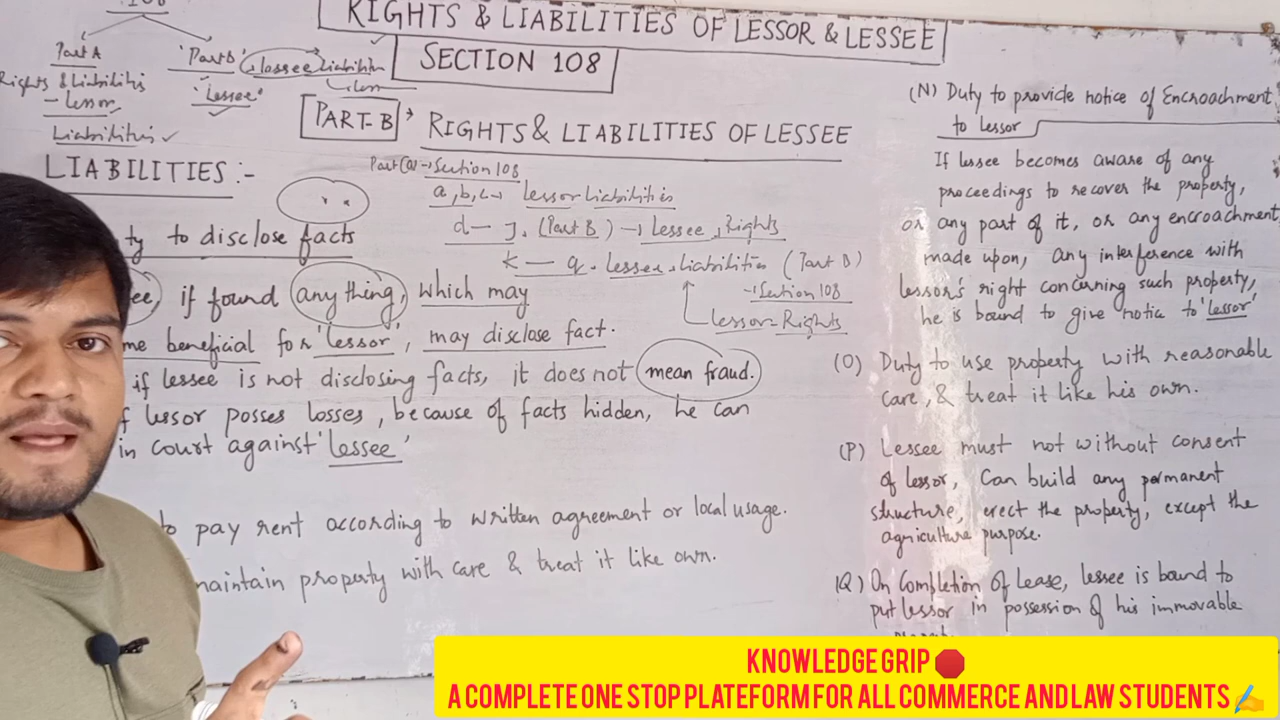 108
Part A
Rights & Liabilities
- Lessor
Liabilities ✓
'Part B'
'Lessee'
✓
lossee Liabilities
RIGHTS & LIABILITIES OF LESSOR & LESSEE
SECTION 108
PART-B
RIGHTS & LIABILITIES OF LESSEE
LIABILITIES :-
Section 108
a, b, c → lessor liabilities
d — J. (Part B) → Lessee, Rights
K — q. lessee liabilities (Part B)
- Section 108
Lessor - Rights
ty to disclose facts
ee, if found anything, which may
me beneficial for 'lessor', may disclose fact.
if lessee is not disclosing facts, it does not mean fraud.
f lessor posses losses, because of facts hidden, he can
in court against 'lessee'
to pay rent according to written agreement or local usage.
maintain property with care & treat it like own.
(N) Duty to provide notice of Encroachment
to lessor
If lessee becomes aware of any
proceedings to recover the property,
or any part of it, or any encroachment
made upon, any interference with
lessor's right concerning such property,
he is bound to give notice to 'lessor'
(O) Duty to use property with reasonable
care, & treat it like his own.
(P) Lessee must not without consent
of lessor, can build any permanent
structure, erect the property, except the
agriculture purpose.
(Q) On Completion of Lease, lessee is bound to
put lessor in possession of his immovable
KNOWLEDGE GRIP 🛑
A COMPLETE ONE STOP PLATEFORM FOR ALL COMMERCE AND LAW STUDENTS ✍️